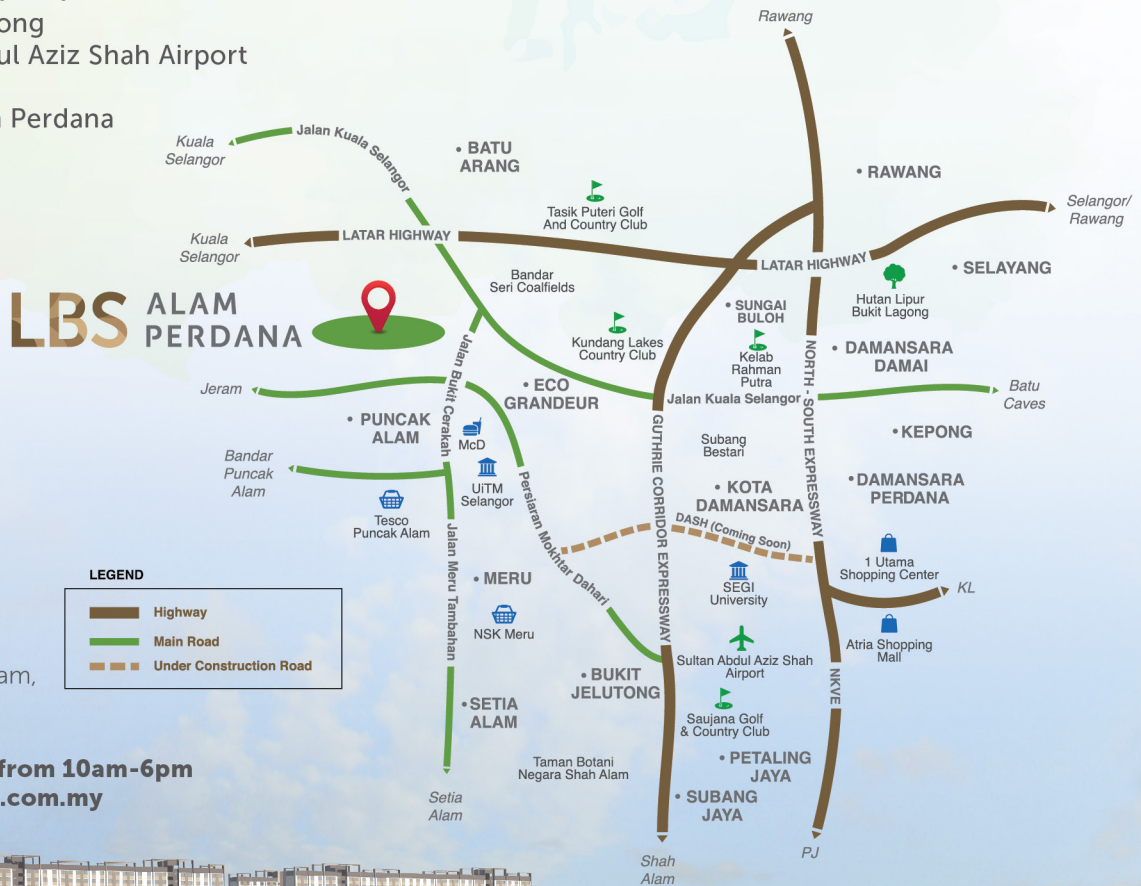 ong
ul Aziz Shah Airport
Perdana
Rawang
Kuala
Selangor
Jalan Kuala Selangor
• BATU
ARANG
• RAWANG
Tasik Puteri Golf
And Country Club
Selangor/
Rawang
Kuala
Selangor
LATAR HIGHWAY
LATAR HIGHWAY
• SELAYANG
Bandar
Seri Coalfields
Hutan Lipur
Bukit Lagong
LBS ALAM
PERDANA
• SUNGAI
BULOH
Kundang Lakes
Country Club
Kelab
Rahman
Putra
• DAMANSARA
DAMAI
Jalan Bukit Cerakah
NORTH - SOUTH EXPRESSWAY
Jeram
• ECO
GRANDEUR
Jalan Kuala Selangor
Batu
Caves
• PUNCAK
ALAM
McD
GUTHRIE CORRIDOR EXPRESSWAY
Subang
Bestari
• KEPONG
Bandar
Puncak
Alam
UiTM
Selangor
Persiaran Mokhtar Dahari
• KOTA
DAMANSARA
• DAMANSARA
PERDANA
Tesco
Puncak Alam
DASH (Coming Soon)
Jalan Meru Tambahan
1 Utama
Shopping Center
LEGEND
Highway
Main Road
Under Construction Road
• MERU
SEGI
University
KL
NSK Meru
Atria Shopping
Mall
Sultan Abdul Aziz Shah
Airport
am,
• BUKIT
JELUTONG
NKVE
• SETIA
ALAM
Saujana Golf
& Country Club
from 10am-6pm
.com.my
Taman Botani
Negara Shah Alam
• PETALING
JAYA
Setia
Alam
• SUBANG
JAYA
Shah
Alam
PJ